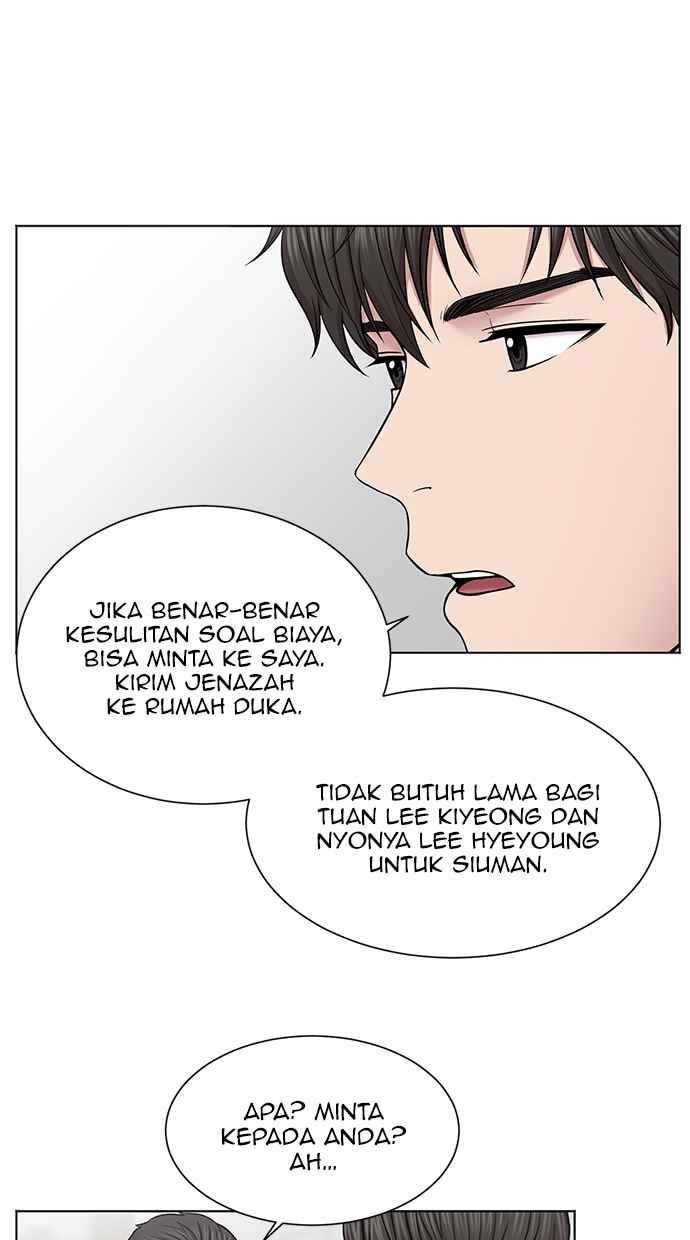 JIKA BENAR-BENAR
KESULITAN SOAL BIAYA,
BISA MINTA KE SAYA.
KIRIM JENAZAH
KE RUMAH DUKA.
TIDAK BUTUH LAMA BAGI
TUAN LEE KIYEONG DAN
NYONYA LEE HYEYOUNG
UNTUK SIUMAN.
APA? MINTA
KEPADA ANDA?
AH...